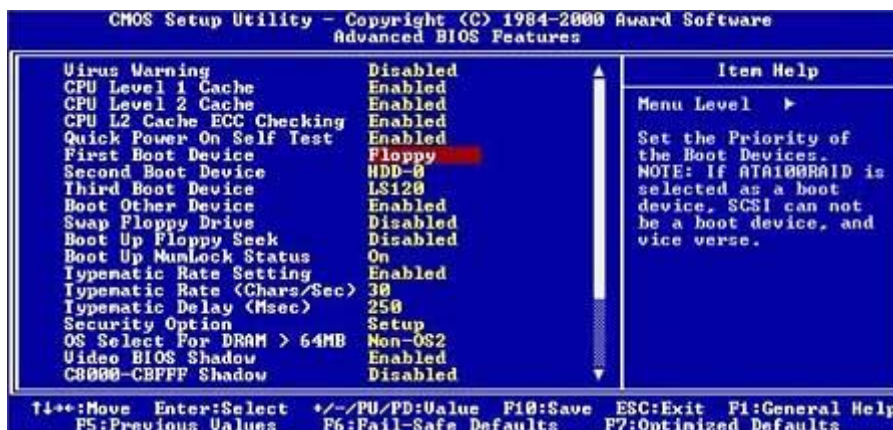 CMOS Setup Utility - Copyright (C) 1984-2000 Award Software
Advanced BIOS Features
Virus Warning Disabled
CPU Level 1 Cache Enabled
CPU Level 2 Cache Enabled
CPU L2 Cache ECC Checking Enabled
Quick Power On Self Test Enabled
First Boot Device Floppy
Second Boot Device HDD-0
Third Boot Device LS120
Boot Other Device Enabled
Swap Floppy Drive Disabled
Boot Up Floppy Seek Disabled
Boot Up NumLock Status On
Typematic Rate Setting Enabled
Typematic Rate (Chars/Sec) 30
Typematic Delay (Msec) 250
Security Option Setup
OS Select For DRAM > 64MB Non-OS2
Video BIOS Shadow Enabled
C8000-CBFFF Shadow Disabled
Item Help
Menu Level ▶
Set the Priority of
the Boot Devices.
NOTE: If ATA100RAID is
selected as a boot
device, SCSI can not
be a boot device, and
vice verse.
↑↓→←:Move Enter:Select +/-/PU/PD:Value F10:Save ESC:Exit F1:General Help
F5:Previous Values F6:Fail-Safe Defaults F7:Optimized Defaults